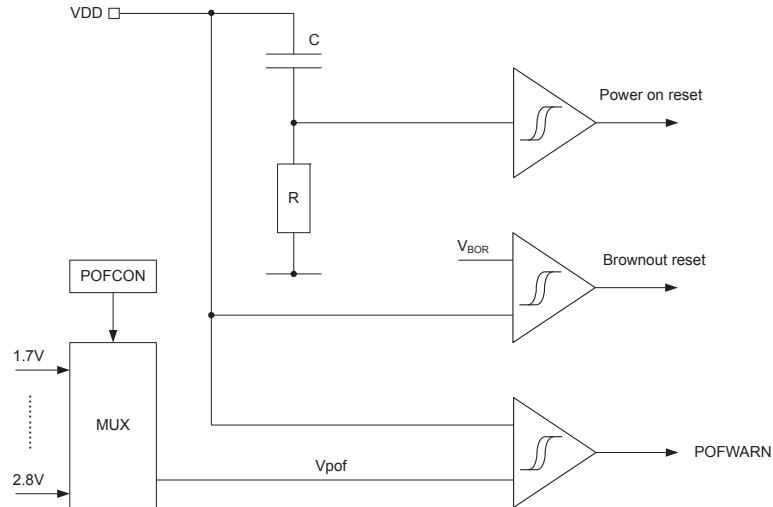 VDD
C
Power on reset
R
VBOR
Brownout reset
POFCON
1.7V
MUX
2.8V
Vpof
POFWARN